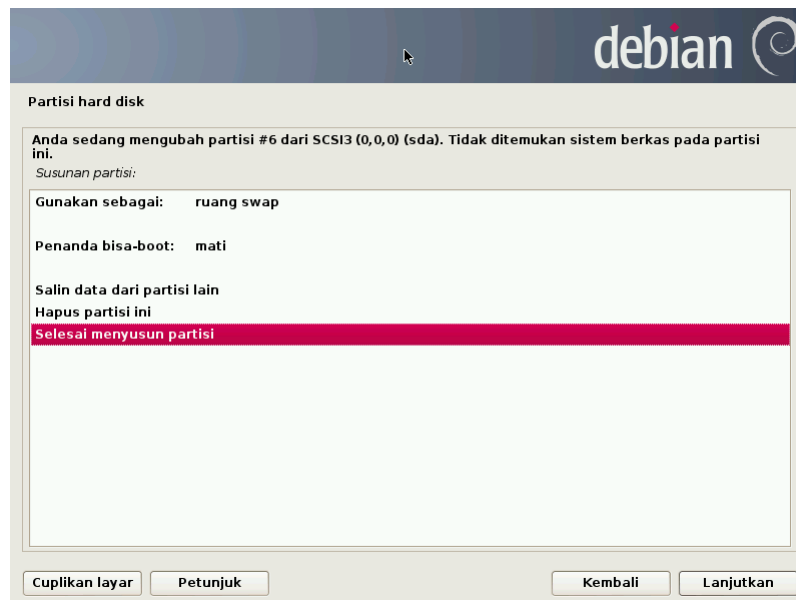 debian
Partisi hard disk
Anda sedang mengubah partisi #6 dari SCSI3 (0,0,0) (sda). Tidak ditemukan sistem berkas pada partisi
ini.
Susunan partisi:
Gunakan sebagai: ruang swap
Penanda bisa-boot: mati
Salin data dari partisi lain
Hapus partisi ini
Selesai menyusun partisi
Cuplikan layar Petunjuk Kembali Lanjutkan